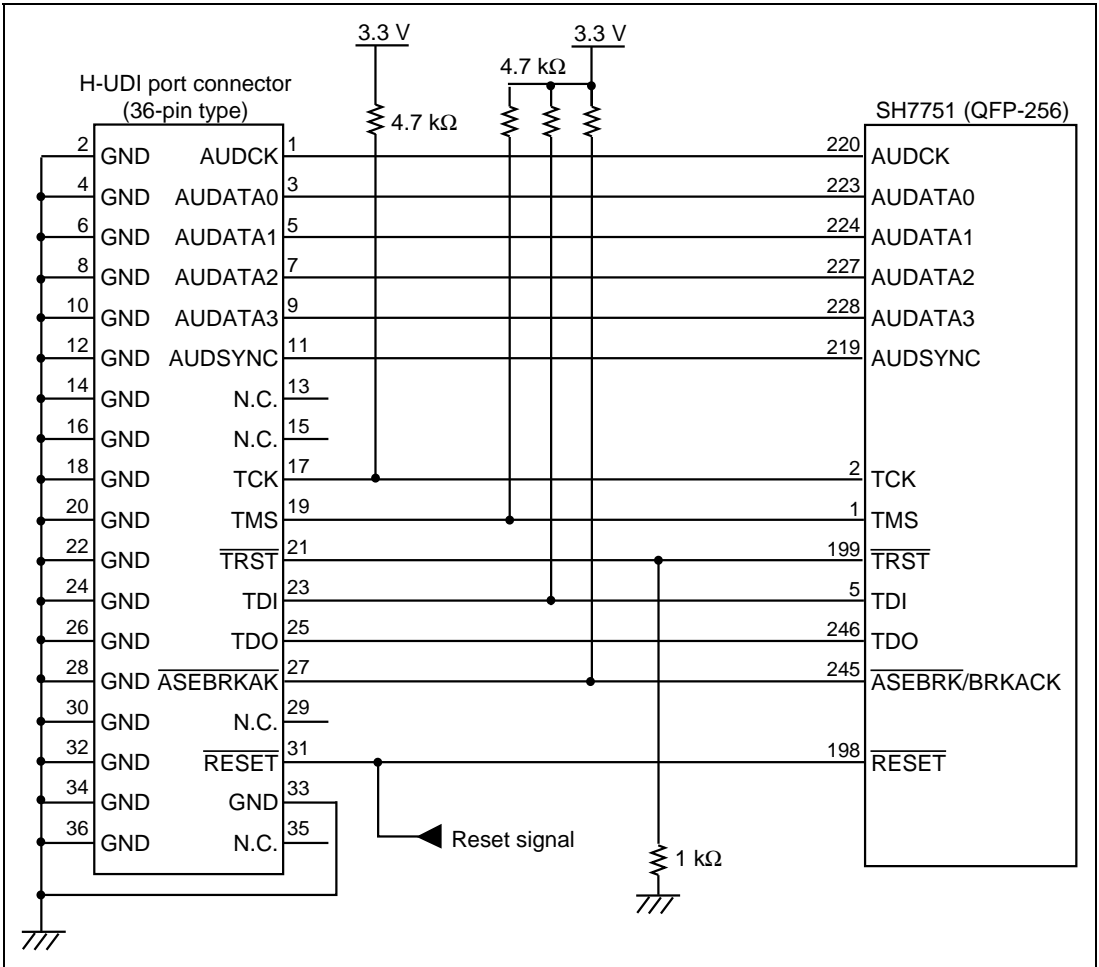 3.3 V
3.3 V
4.7 kΩ
H-UDI port connector
(36-pin type)
4.7 kΩ
SH7751 (QFP-256)
2 GND AUDCK 1 220 AUDCK
4 GND AUDATA0 3 223 AUDATA0
6 GND AUDATA1 5 224 AUDATA1
8 GND AUDATA2 7 227 AUDATA2
10 GND AUDATA3 9 228 AUDATA3
12 GND AUDSYNC 11 219 AUDSYNC
14 GND N.C. 13
16 GND N.C. 15
18 GND TCK 17 2 TCK
20 GND TMS 19 1 TMS
22 GND TRST 21 199 TRST
24 GND TDI 23 5 TDI
26 GND TDO 25 246 TDO
28 GND ASEBRKAK 27 245 ASEBRK/BRKACK
30 GND N.C. 29
32 GND RESET 31 198 RESET
34 GND GND 33
36 GND N.C. 35
Reset signal
1 kΩ